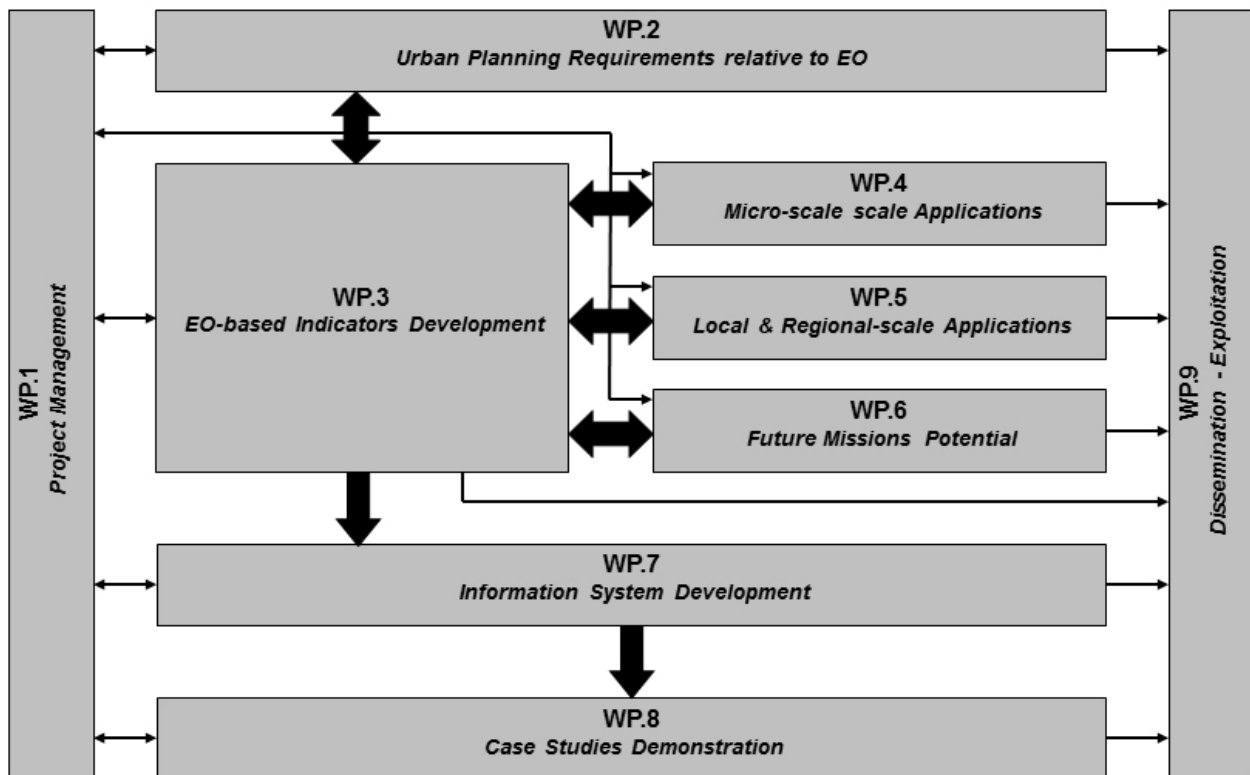 WP.1
Project Management
WP.2
Urban Planning Requirements relative to EO
WP.3
EO-based Indicators Development
WP.4
Micro-scale scale Applications
WP.5
Local & Regional-scale Applications
WP.6
Future Missions Potential
WP.7
Information System Development
WP.8
Case Studies Demonstration
WP.9
Dissemination - Exploitation